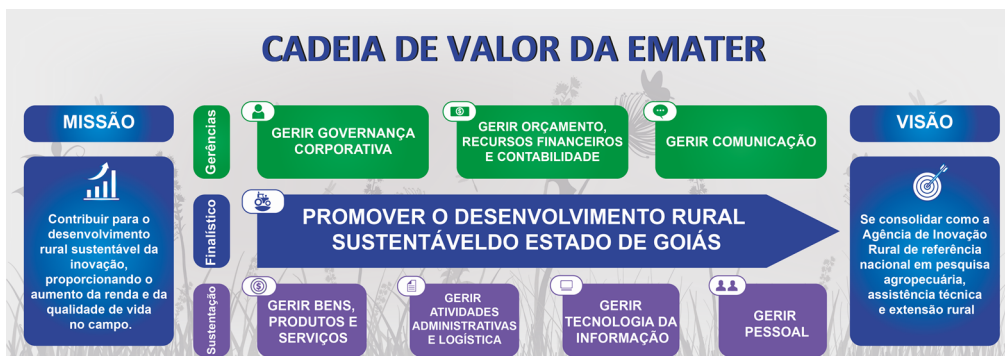 CADEIA DE VALOR DA EMATER
MISSÃO
Contribuir para o
desenvolvimento
rural sustentável da
inovação,
proporcionando o
aumento da renda e da
qualidade de vida
no campo.
Gerências
GERIR GOVERNANÇA
CORPORATIVA
GERIR ORÇAMENTO,
RECURSOS FINANCEIROS
E CONTABILIDADE
GERIR COMUNICAÇÃO
Finalístico
PROMOVER O DESENVOLVIMENTO RURAL
SUSTENTÁVELDO ESTADO DE GOIÁS
Sustentação
GERIR BENS,
PRODUTOS E
SERVIÇOS
GERIR
ATIVIDADES
ADMINISTRATIVAS
E LOGÍSTICA
GERIR
TECNOLOGIA DA
INFORMAÇÃO
GERIR
PESSOAL
VISÃO
Se consolidar como a
Agência de Inovação
Rural de referência
nacional em pesquisa
agropecuária,
assistência técnica
e extensão rural